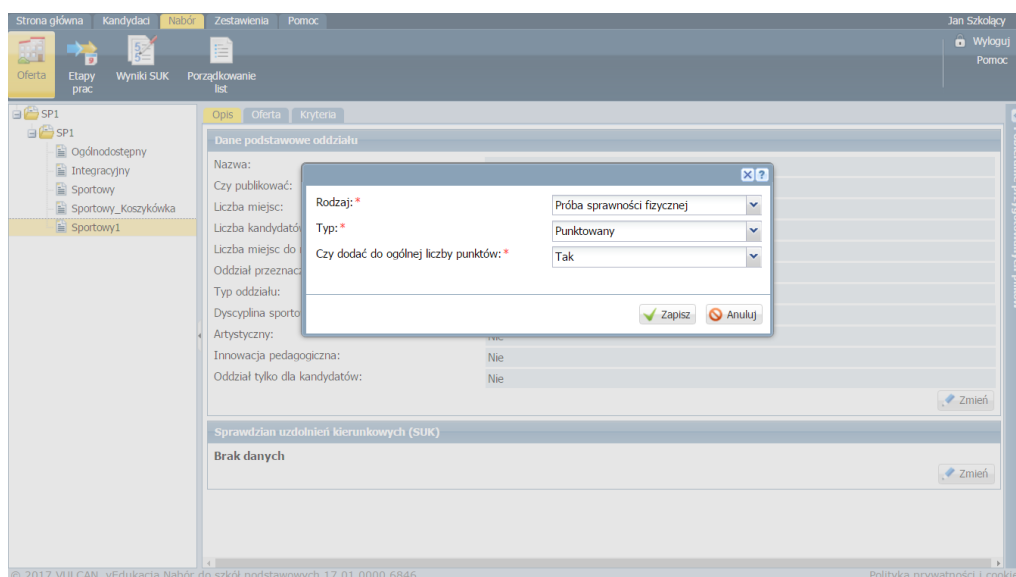 Strona główna Kandydaci Nabór Zestawienia Pomoc Jan Szkolący
Wyloguj
Pomoc
Oferta Etapy prac Wyniki SUK Porządkowanie list
SP1
SP1
Ogólnodostępny
Integracyjny
Sportowy
Sportowy_Koszykówka
Sportowy1
Opis Oferta Kryteria
Dane podstawowe oddziału
Nazwa:
Czy publikować:
Liczba miejsc:
Liczba kandydatów
Liczba miejsc do
Oddział przeznacz
Typ oddziału:
Dyscyplina sporto
Artystyczny: Nie
Innowacja pedagogiczna: Nie
Oddział tylko dla kandydatów: Nie
Zmień
Rodzaj: * Próba sprawności fizycznej
Typ: * Punktowany
Czy dodać do ogólnej liczby punktów: * Tak
Zapisz Anuluj
Sprawdzian uzdolnień kierunkowych (SUK)
Brak danych
Zmień
© 2017 VULCAN, vEdukacja Nabór do szkół podstawowych 17.01.0000.6846 Polityka prywatności i cookie